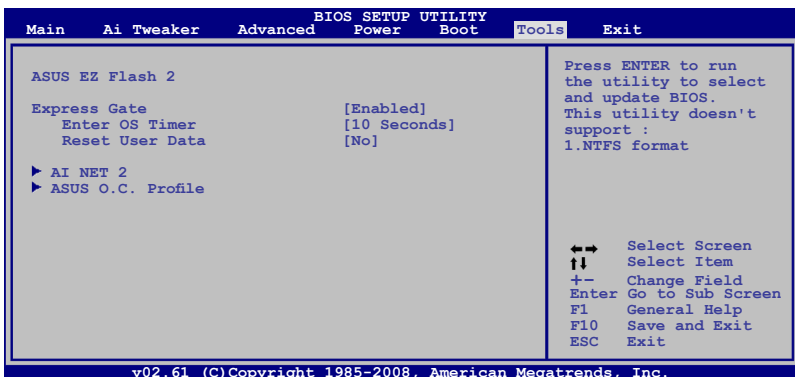 BIOS SETUP UTILITY
Main Ai Tweaker Advanced Power Boot Tools Exit
ASUS EZ Flash 2
Express Gate [Enabled]
Enter OS Timer [10 Seconds]
Reset User Data [No]
AI NET 2
ASUS O.C. Profile
Press ENTER to run
the utility to select
and update BIOS.
This utility doesn't
support :
1.NTFS format
←→ Select Screen
↑↓ Select Item
+- Change Field
Enter Go to Sub Screen
F1 General Help
F10 Save and Exit
ESC Exit
v02.61 (C)Copyright 1985-2008, American Megatrends, Inc.